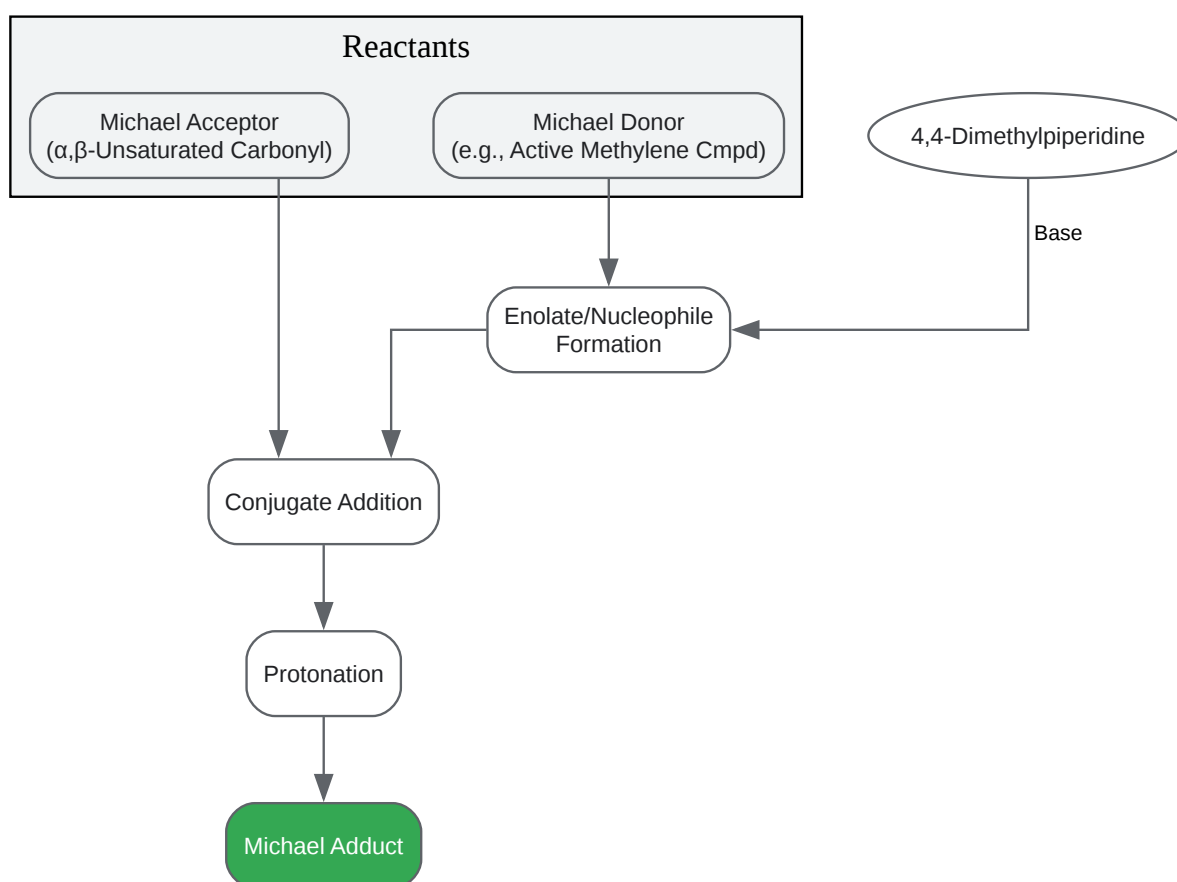 Reactants
Michael Acceptor
(α,β-Unsaturated Carbonyl)
Michael Donor
(e.g., Active Methylene Cmpd)
4,4-Dimethylpiperidine
Base
Enolate/Nucleophile
Formation
Conjugate Addition
Protonation
Michael Adduct